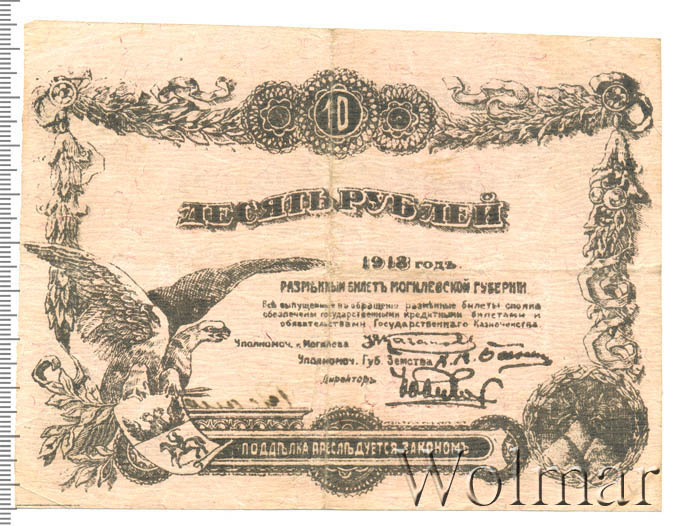 10
ДЕСЯТЬ РУБЛЕЙ
1918 годъ.
РАЗМѢННЫЙ БИЛЕТЪ МОГИЛЕВСКОЙ ГУБЕРНІИ.
Всѣ выпущенные въ обращеніе размѣнные билеты сполна
обезпечены государственными кредитными билетами и
обязательствами Государственнаго Казначейства.
Уполномоч. г. Могилева
Уполномоч. Губ. Земства
Директоръ
ПОДДѢЛКА ПРЕСЛѢДУЕТСЯ ЗАКОНОМЪ
Wolmar